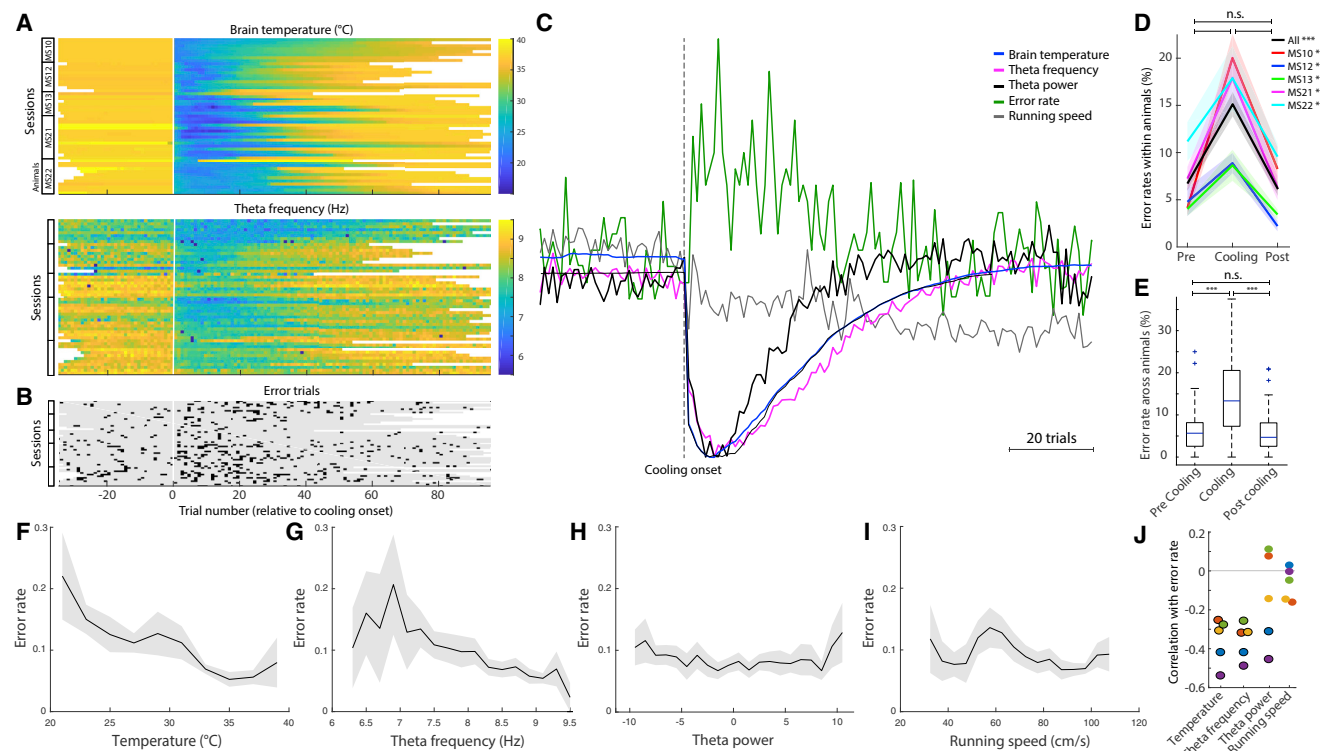 A
Brain temperature (°C)
Sessions
Animals
MS10
MS12
MS13
MS21
MS22
40
35
30
25
20
Theta frequency (Hz)
Sessions
9
8.5
8
7.5
7
6.5
6
B
Error trials
Sessions
-20 0 20 40 60 80
Trial number (relative to cooling onset)
C
Brain temperature
Theta frequency
Theta power
Error rate
Running speed
Cooling onset
20 trials
D
n.s.
Error rates within animals (%)
20
15
10
5
0
Pre Cooling Post
All ***
MS10 *
MS12 *
MS13 *
MS21 *
MS22 *
E
n.s.
*** ***
Error rate aross animals (%)
30
20
10
0
Pre Cooling
Cooling
Post cooling
F
Error rate
0.3
0.2
0.1
0
20 25 30 35 40
Temperature (°C)
G
Error rate
0.3
0.2
0.1
0
6 6.5 7 7.5 8 8.5 9 9.5
Theta frequency (Hz)
H
Error rate
0.3
0.2
0.1
0
-10 -5 0 5 10
Theta power
I
Error rate
0.3
0.2
0.1
0
20 40 60 80 100 120
Running speed (cm/s)
J
Correlation with error rate
0
-0.2
-0.4
-0.6
Temperature
heta frequency
Theta power
Running speed